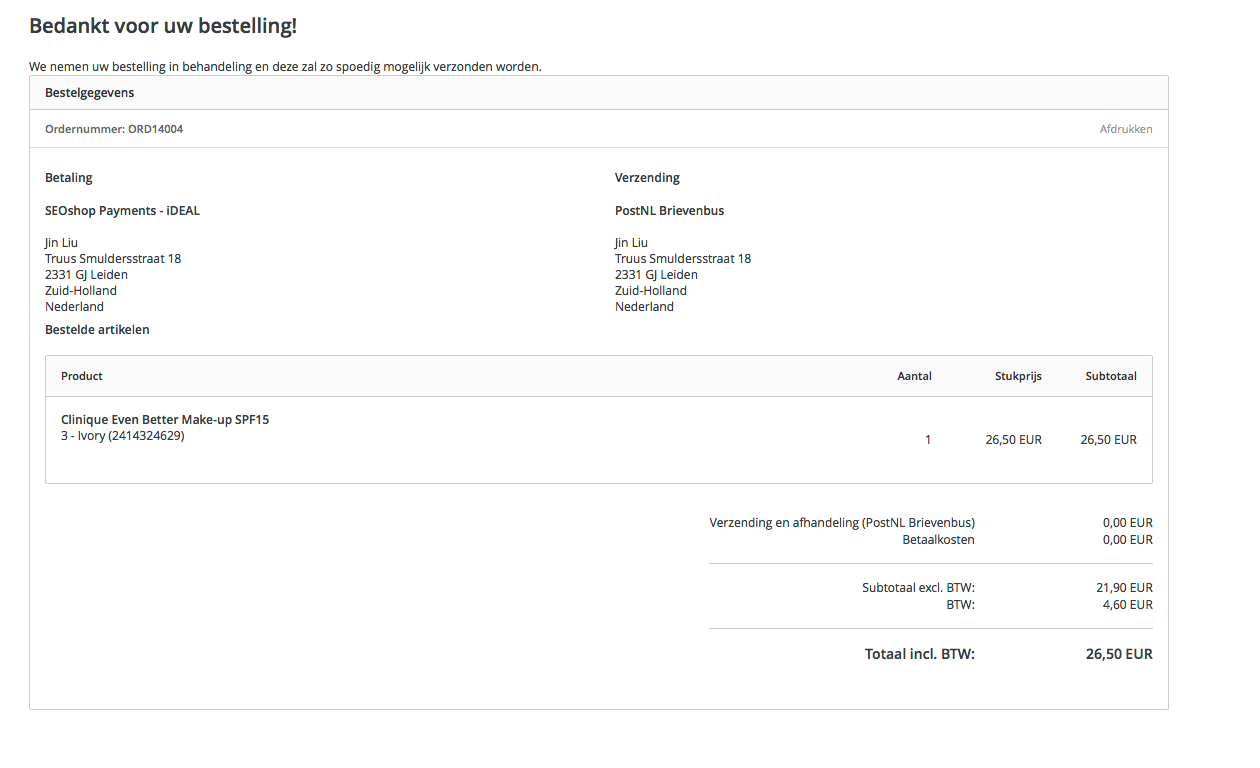 Bedankt voor uw bestelling!
We nemen uw bestelling in behandeling en deze zal zo spoedig mogelijk verzonden worden.
Bestelgegevens
Ordernummer: ORD14004
Afdrukken
Betaling
SEOshop Payments - iDEAL
Jin Liu
Truus Smuldersstraat 18
2331 GJ Leiden
Zuid-Holland
Nederland
Verzending
PostNL Brievenbus
Jin Liu
Truus Smuldersstraat 18
2331 GJ Leiden
Zuid-Holland
Nederland
Bestelde artikelen
Product Aantal Stukprijs Subtotaal
Clinique Even Better Make-up SPF15
3 - Ivory (2414324629)
1 26,50 EUR 26,50 EUR
Verzending en afhandeling (PostNL Brievenbus) 0,00 EUR
Betaalkosten 0,00 EUR
Subtotaal excl. BTW: 21,90 EUR
BTW: 4,60 EUR
Totaal incl. BTW: 26,50 EUR